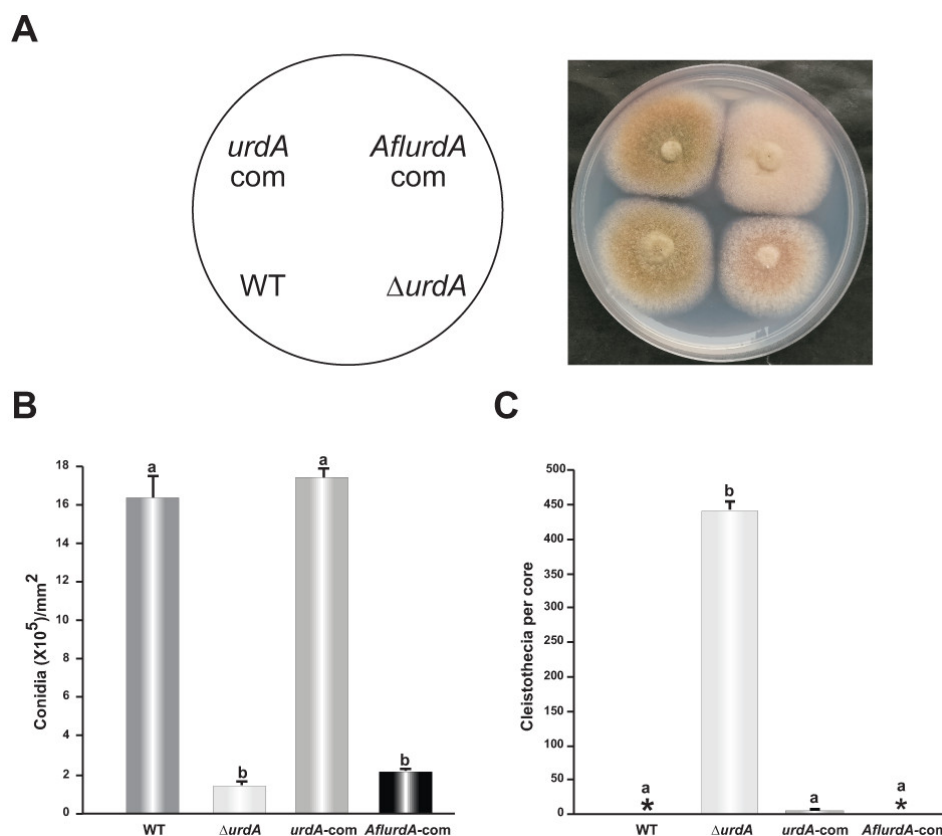 A
urdA
com
AflurdA
com
WT
ΔurdA
B
18
16
14
12
10
8
6
4
2
0
Conidia (X10⁵)/mm²
a
b
a
b
WT
ΔurdA
urdA-com
AflurdA-com
C
500
450
400
350
300
250
200
150
100
50
0
Cleistothecia per core
a
*
b
a
a
*
WT
ΔurdA
urdA-com
AflurdA-com